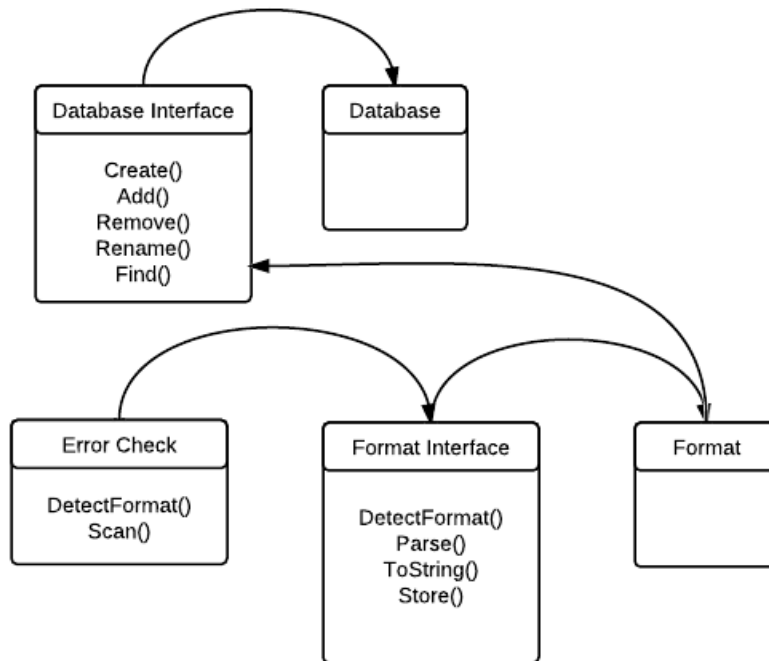 Database Interface
Create()
Add()
Remove()
Rename()
Find()
Database
Error Check
DetectFormat()
Scan()
Format Interface
DetectFormat()
Parse()
ToString()
Store()
Format